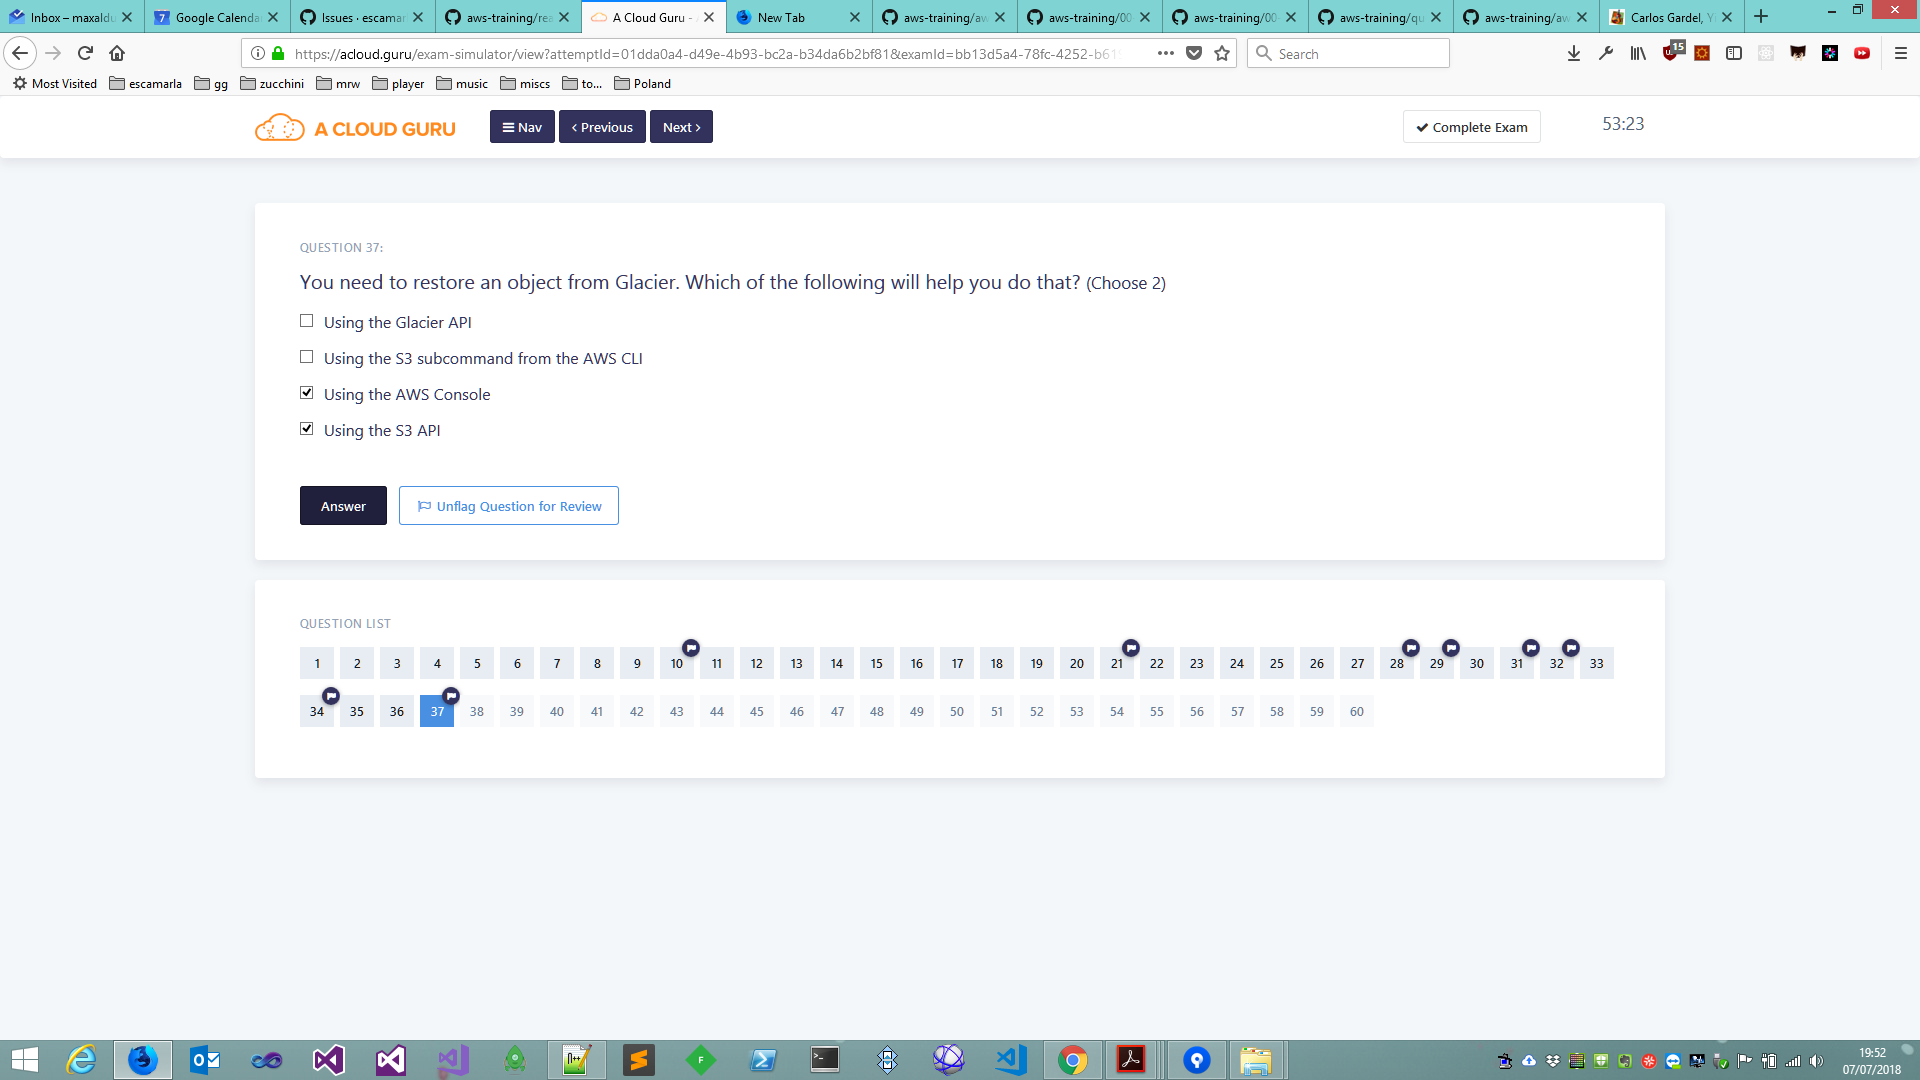 Inbox – maxaldu
Google Calenda
Issues · escamar
aws-training/rea
A Cloud Guru -
New Tab
aws-training/aw
aws-training/00
aws-training/00
aws-training/qu
aws-training/aw
Carlos Gardel, Y
https://acloud.guru/exam-simulator/view?attemptId=01dda0a4-d49e-4b93-bc2a-b34da6b2bf81&examId=bb13d5a4-78fc-4252-b61
Search
15
Most Visited
escamarla
gg
zucchini
mrw
player
music
miscs
to...
Poland
A CLOUD GURU
Nav
Previous
Next
Complete Exam
53:23
QUESTION 37:
You need to restore an object from Glacier. Which of the following will help you do that? (Choose 2)
Using the Glacier API
Using the S3 subcommand from the AWS CLI
Using the AWS Console
Using the S3 API
Answer
Unflag Question for Review
QUESTION LIST
1 2 3 4 5 6 7 8 9 10 11 12 13 14 15 16 17 18 19 20 21 22 23 24 25 26 27 28 29 30 31 32 33
34 35 36 37 38 39 40 41 42 43 44 45 46 47 48 49 50 51 52 53 54 55 56 57 58 59 60
19:52
07/07/2018